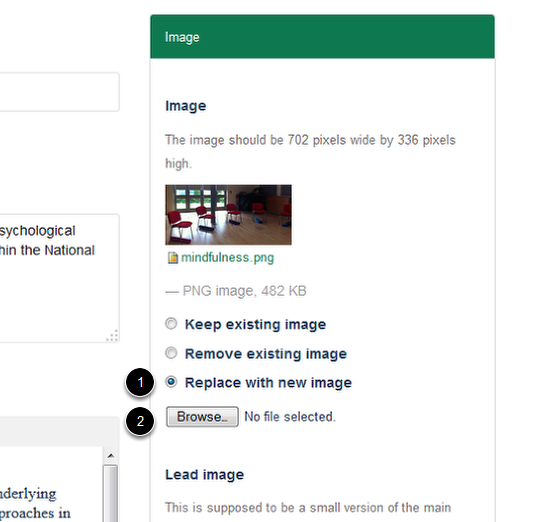 Image
Image
The image should be 702 pixels wide by 336 pixels
high.
mindfulness.png
— PNG image, 482 KB
Keep existing image
Remove existing image
1 Replace with new image
2 Browse... No file selected.
Lead image
This is supposed to be a small version of the main
sychological
hin the National
nderlying
proaches in